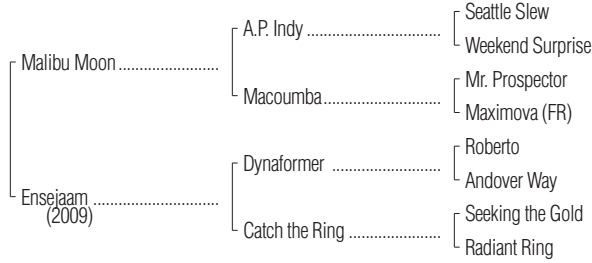 Seattle Slew
A.P. Indy ..............................
Weekend Surprise
Malibu Moon ........................
Mr. Prospector
Macoumba ...........................
Maximova (FR)
Roberto
Dynaformer ........................
Andover Way
Ensejaam ..............................
(2009)
Seeking the Gold
Catch the Ring .....................
Radiant Ring